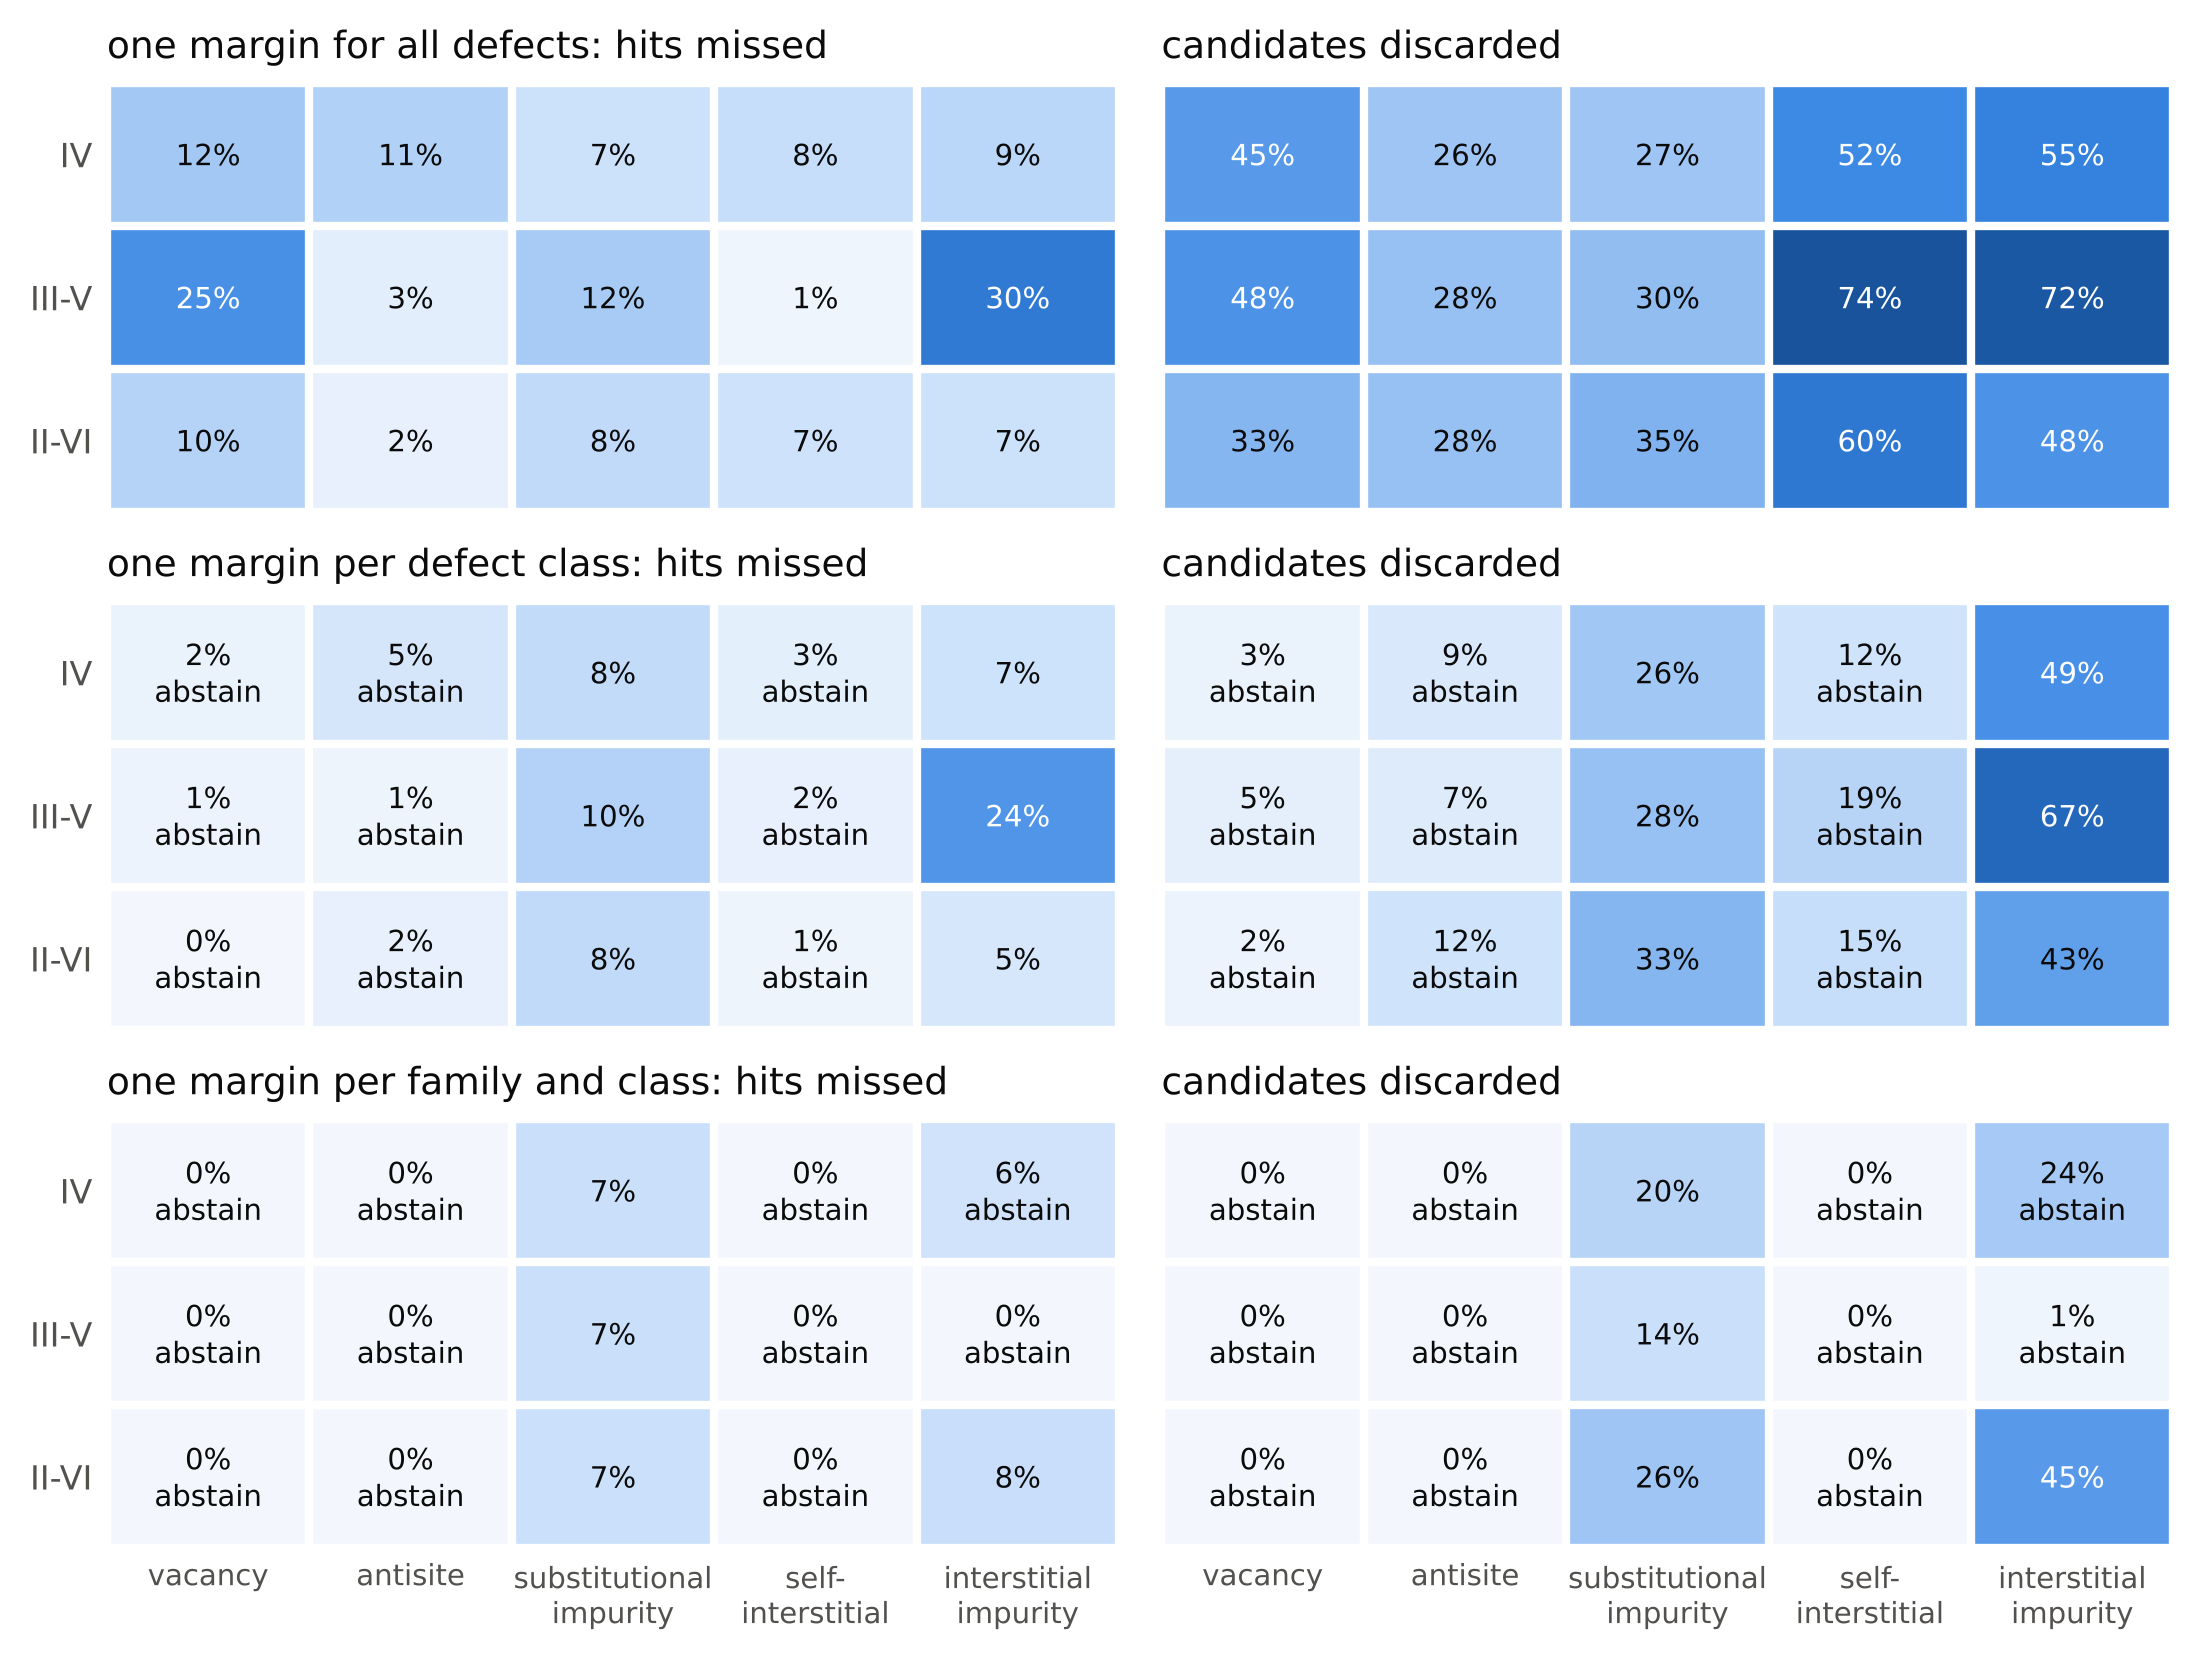 one margin for all defects: hits missed
candidates discarded
IV
12%
11%
7%
8%
9%
45%
26%
27%
52%
55%
III-V
25%
3%
12%
1%
30%
48%
28%
30%
74%
72%
II-VI
10%
2%
8%
7%
7%
33%
28%
35%
60%
48%
one margin per defect class: hits missed
candidates discarded
IV
2%
abstain
5%
abstain
8%
3%
abstain
7%
3%
abstain
9%
abstain
26%
12%
abstain
49%
III-V
1%
abstain
1%
abstain
10%
2%
abstain
24%
5%
abstain
7%
abstain
28%
19%
abstain
67%
II-VI
0%
abstain
2%
abstain
8%
1%
abstain
5%
2%
abstain
12%
abstain
33%
15%
abstain
43%
one margin per family and class: hits missed
candidates discarded
IV
0%
abstain
0%
abstain
7%
0%
abstain
6%
abstain
0%
abstain
0%
abstain
20%
0%
abstain
24%
abstain
III-V
0%
abstain
0%
abstain
7%
0%
abstain
0%
abstain
0%
abstain
0%
abstain
14%
0%
abstain
1%
abstain
II-VI
0%
abstain
0%
abstain
7%
0%
abstain
8%
0%
abstain
0%
abstain
26%
0%
abstain
45%
vacancy
antisite
substitutional
impurity
self-
interstitial
interstitial
impurity
vacancy
antisite
substitutional
impurity
self-
interstitial
interstitial
impurity